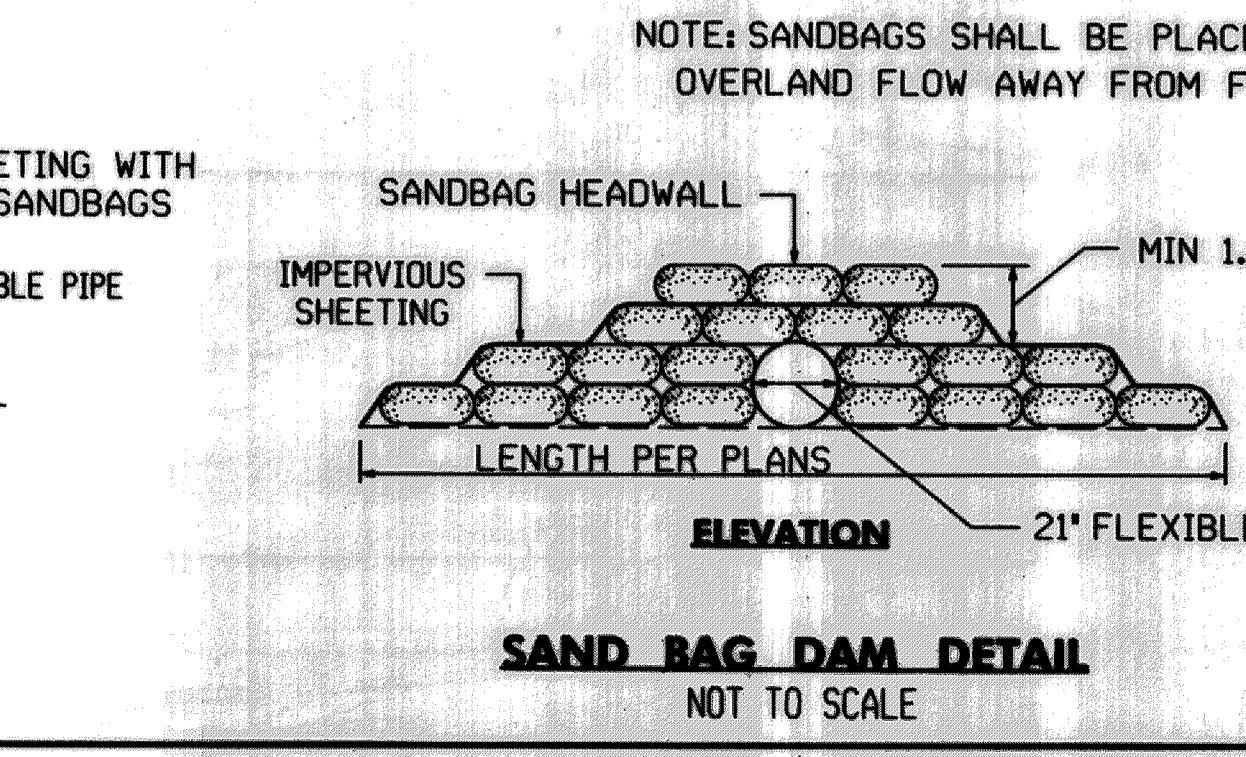 NOTE: SANDBAGS SHALL BE PLAC
OVERLAND FLOW AWAY FROM F
ETING WITH
SANDBAGS
BLE PIPE
SANDBAG HEADWALL
IMPERVIOUS
SHEETING
MIN 1.
LENGTH PER PLANS
21" FLEXIBL
ELEVATION
SAND BAG DAM DETAIL
NOT TO SCALE